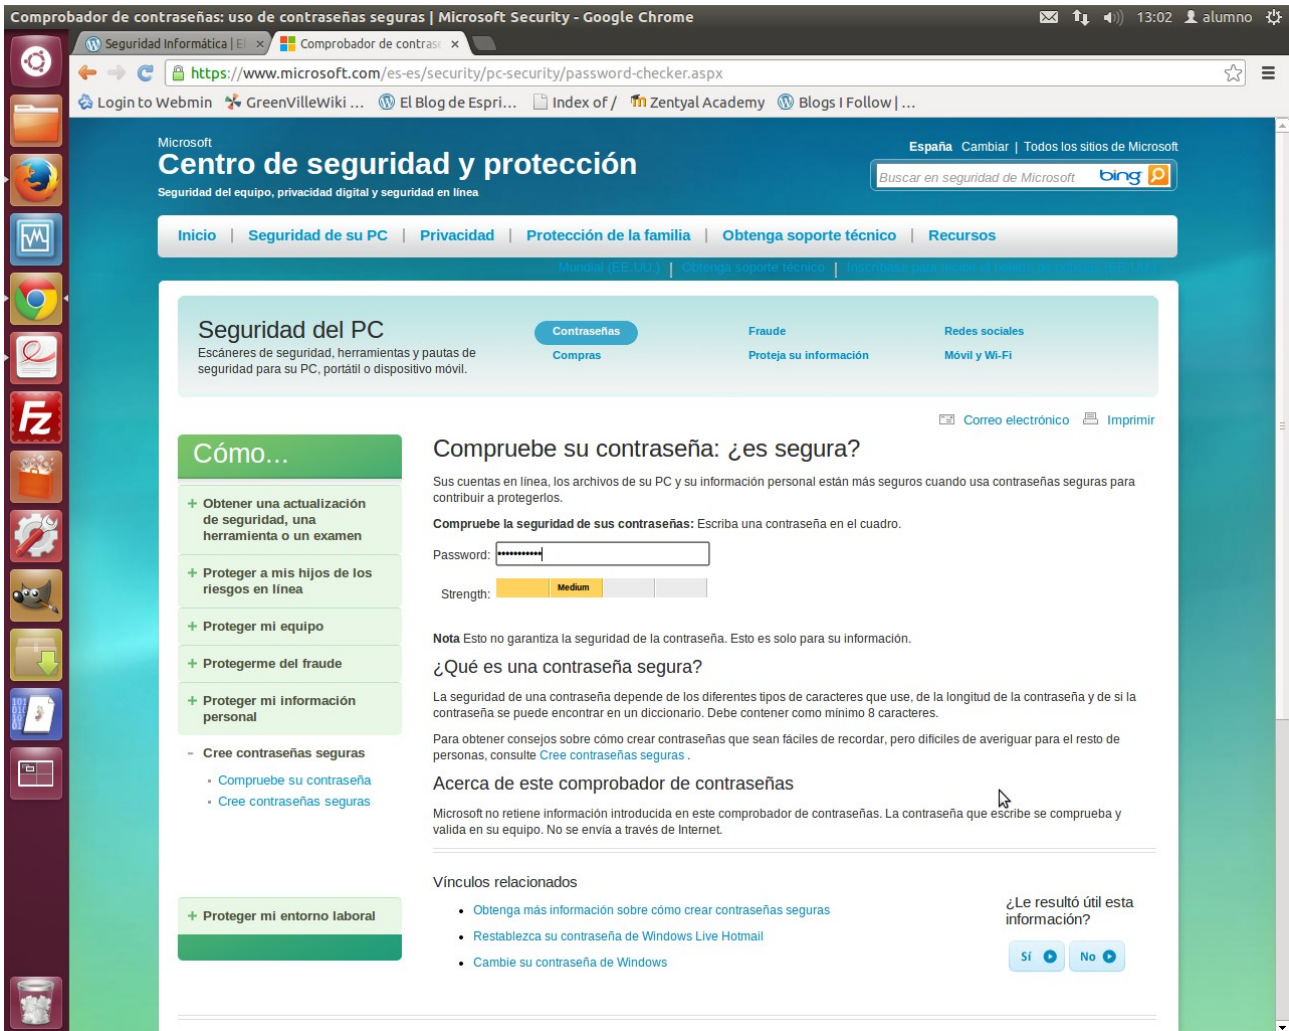 Comprobador de contraseñas: uso de contraseñas seguras | Microsoft Security - Google Chrome
13:02 alumno
Seguridad Informática | El
Comprobador de contras
https://www.microsoft.com/es-es/security/pc-security/password-checker.aspx
Login to Webmin GreenVilleWiki ... El Blog de Espri... Index of / Zentyal Academy Blogs I Follow | ...
Microsoft
Centro de seguridad y protección
Seguridad del equipo, privacidad digital y seguridad en línea
España Cambiar | Todos los sitios de Microsoft
Buscar en seguridad de Microsoft bing
Inicio | Seguridad de su PC | Privacidad | Protección de la familia | Obtenga soporte técnico | Recursos
Mundial (EE.UU.) | Obtenga soporte técnico |
Seguridad del PC
Escáneres de seguridad, herramientas y pautas de
seguridad para su PC, portátil o dispositivo móvil.
Contraseñas Fraude Redes sociales
Compras Proteja su información Móvil y Wi-Fi
Correo electrónico Imprimir
Cómo...
+ Obtener una actualización
de seguridad, una
herramienta o un examen
+ Proteger a mis hijos de los
riesgos en línea
+ Proteger mi equipo
+ Protegerme del fraude
+ Proteger mi información
personal
- Cree contraseñas seguras
Compruebe su contraseña
Cree contraseñas seguras
+ Proteger mi entorno laboral
Compruebe su contraseña: ¿es segura?
Sus cuentas en línea, los archivos de su PC y su información personal están más seguros cuando usa contraseñas seguras para
contribuir a protegerlos.
Compruebe la seguridad de sus contraseñas: Escriba una contraseña en el cuadro.
Password: •••••••••••
Strength: Medium
Nota Esto no garantiza la seguridad de la contraseña. Esto es solo para su información.
¿Qué es una contraseña segura?
La seguridad de una contraseña depende de los diferentes tipos de caracteres que use, de la longitud de la contraseña y de si la
contraseña se puede encontrar en un diccionario. Debe contener como mínimo 8 caracteres.
Para obtener consejos sobre cómo crear contraseñas que sean fáciles de recordar, pero difíciles de averiguar para el resto de
personas, consulte Cree contraseñas seguras .
Acerca de este comprobador de contraseñas
Microsoft no retiene información introducida en este comprobador de contraseñas. La contraseña que escribe se comprueba y
valida en su equipo. No se envía a través de Internet.
Vínculos relacionados
Obtenga más información sobre cómo crear contraseñas seguras
Restablezca su contraseña de Windows Live Hotmail
Cambie su contraseña de Windows
¿Le resultó útil esta
información?
Sí No